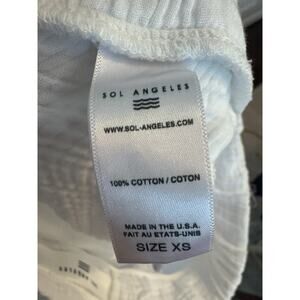 SOL ANGELES
WWW.SOL-ANGELES.COM
100% COTTON / COTON
MADE IN THE U.S.A.
FAIT AU ETATS-UNIS
SIZE XS